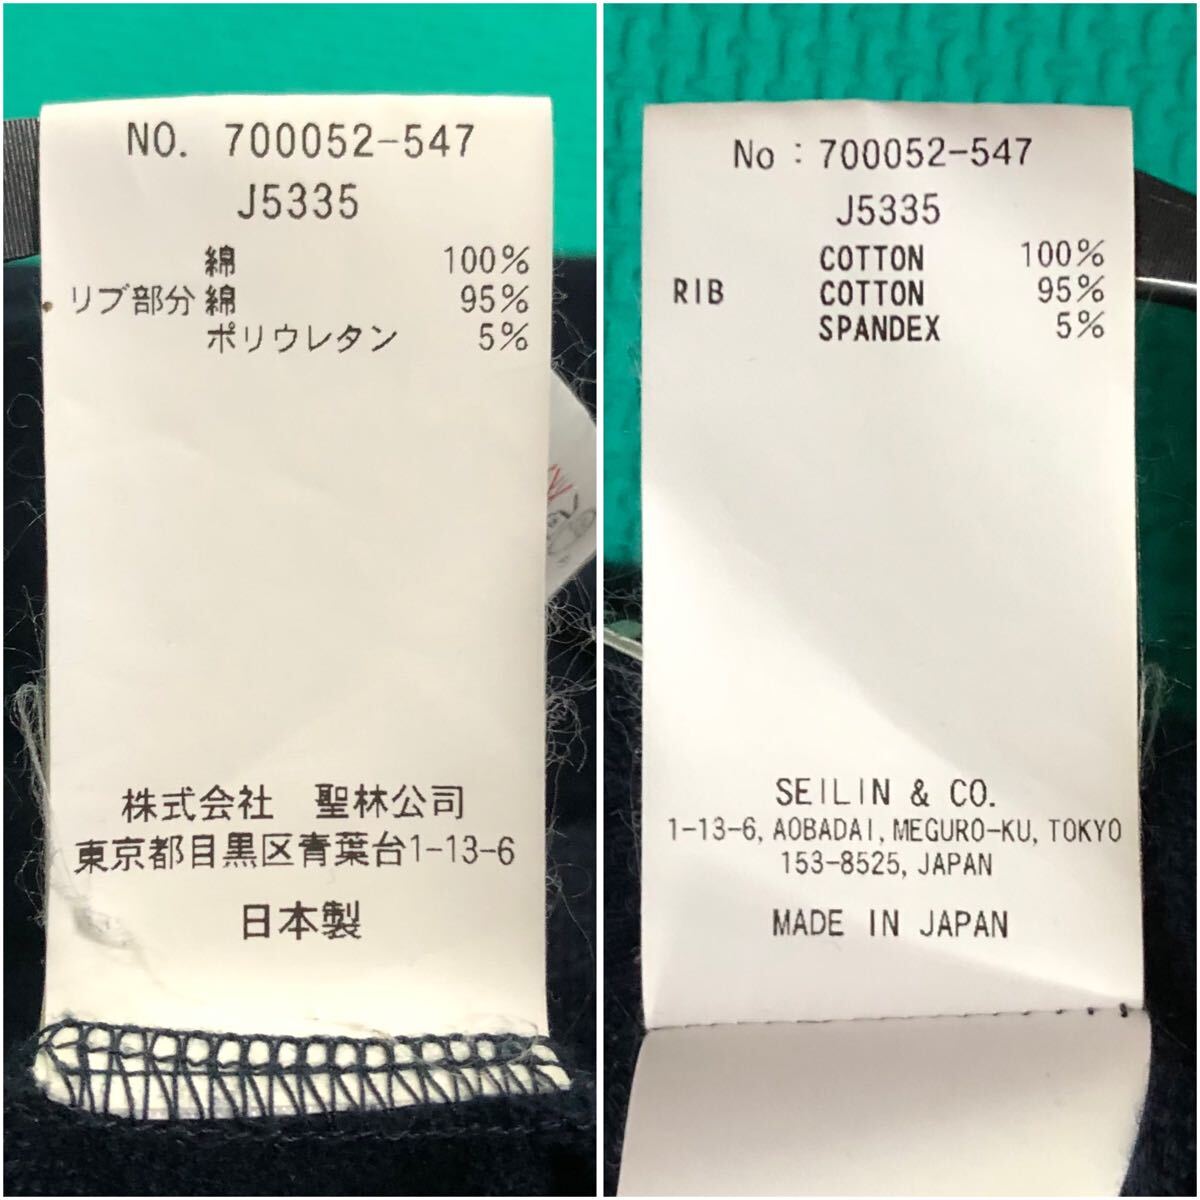 NO. 700052-547
J5335
綿 100%
リブ部分 綿 95%
ポリウレタン 5%
株式会社 聖林公司
東京都目黒区青葉台1-13-6
日本製
No : 700052-547
J5335
COTTON 100%
RIB COTTON 95%
SPANDEX 5%
SEILIN & CO.
1-13-6, AOBADAI, MEGURO-KU, TOKYO
153-8525, JAPAN
MADE IN JAPAN